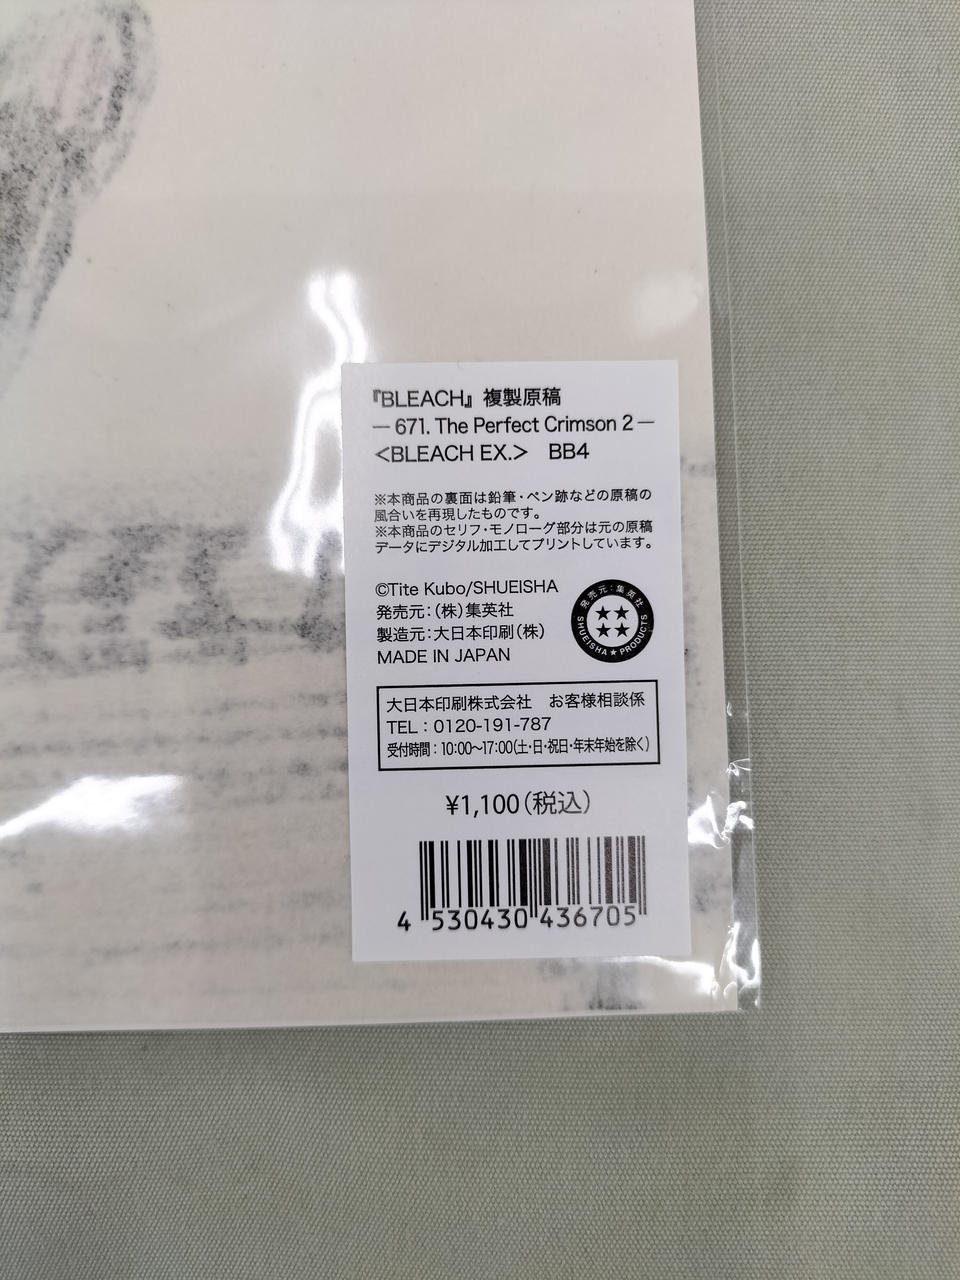 『BLEACH』複製原稿
— 671. The Perfect Crimson 2 —
＜BLEACH EX.＞ BB4
※本商品の裏面は鉛筆・ペン跡などの原稿の
風合いを再現したものです。
※本商品のセリフ・モノローグ部分は元の原稿
データにデジタル加工してプリントしています。
©Tite Kubo/SHUEISHA
発売元：（株）集英社
製造元：大日本印刷（株）
MADE IN JAPAN
発売元：集英社
SHUEISHA★PRODUCTS
大日本印刷株式会社　お客様相談係
TEL：0120-191-787
受付時間：10:00〜17:00（土・日・祝日・年末年始を除く）
¥1,100（税込）
4 530430 436705